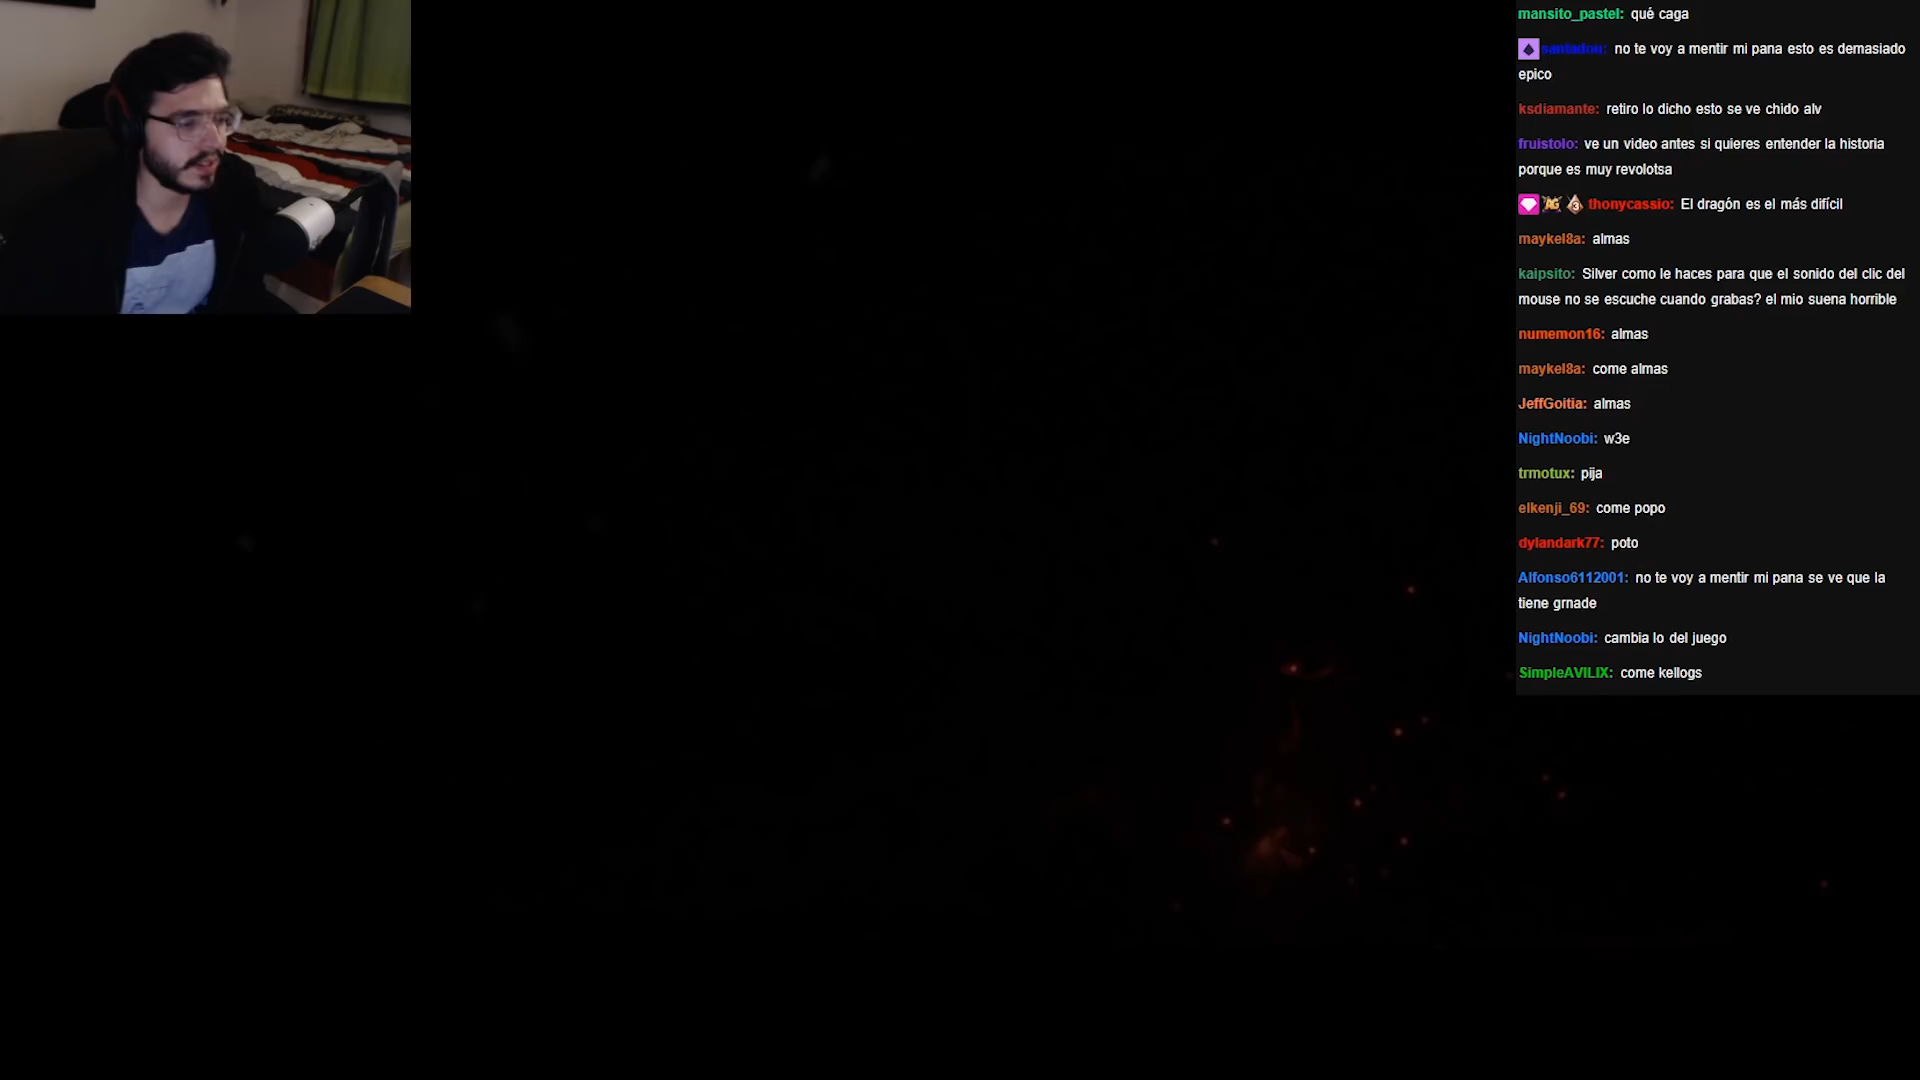 mansito_pastel: qué caga
santadou: no te voy a mentir mi pana esto es demasiado
epico
ksdiamante: retiro lo dicho esto se ve chido alv
fruistolo: ve un video antes si quieres entender la historia
porque es muy revolotsa
thonycassio: El dragón es el más difícil
maykel8a: almas
kaipsito: Silver como le haces para que el sonido del clic del
mouse no se escuche cuando grabas? el mio suena horrible
numemon16: almas
maykel8a: come almas
JeffGoitia: almas
NightNoobi: w3e
trmotux: pija
elkenji_69: come popo
dylandark77: poto
Alfonso6112001: no te voy a mentir mi pana se ve que la
tiene grnade
NightNoobi: cambia lo del juego
SimpleAVILIX: come kellogs